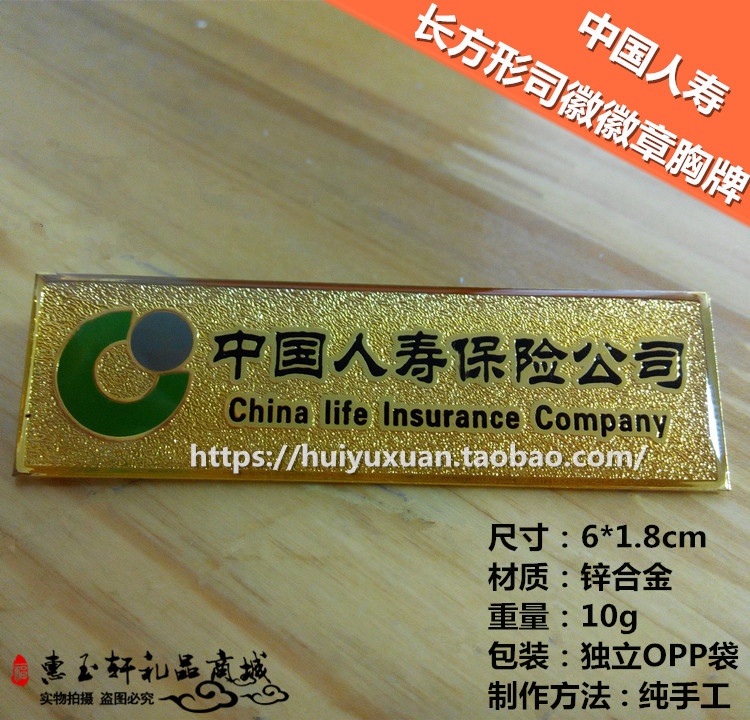 中国人寿
长方形司徽徽章胸牌
中国人寿保险公司
China life Insurance Company
https://huiyuxuan.taobao.com/
尺寸：6*1.8cm
材质：锌合金
重量：10g
包装：独立OPP袋
制作方法：纯手工
惠玉轩礼品商城
实物拍摄 盗图必究